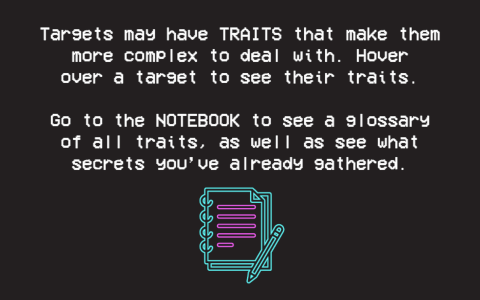 Targets may have TRAITS that make them
more complex to deal with. Hover
over a target to see their traits.
Go to the NOTEBOOK to see a glossary
of all traits, as well as see what
secrets you've already gathered.